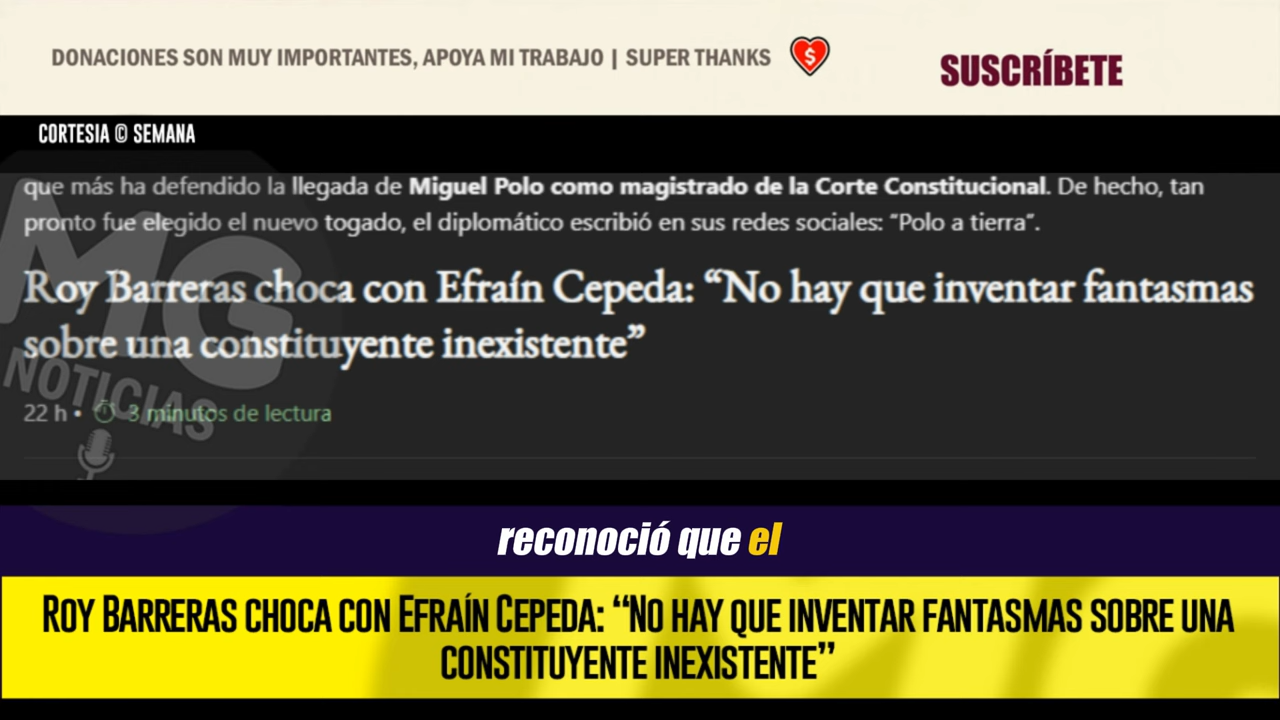 DONACIONES SON MUY IMPORTANTES, APOYA MI TRABAJO | SUPER THANKS
SUSCRÍBETE
CORTESIA © SEMANA
que más ha defendido la llegada de Miguel Polo como magistrado de la Corte Constitucional. De hecho, tan
pronto fue elegido el nuevo togado, el diplomático escribió en sus redes sociales: “Polo a tierra”.
Roy Barreras choca con Efraín Cepeda: “No hay que inventar fantasmas
sobre una constituyente inexistente”
MG
NOTICIAS
22 h • 3 minutos de lectura
reconoció que el
ROY BARRERAS CHOCA CON EFRAÍN CEPEDA: “NO HAY QUE INVENTAR FANTASMAS SOBRE UNA
CONSTITUYENTE INEXISTENTE”